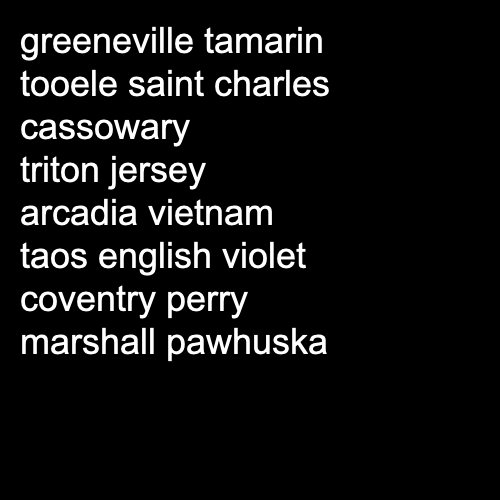 greeneville tamarin
tooele saint charles
cassowary
triton jersey
arcadia vietnam
taos english violet
coventry perry
marshall pawhuska